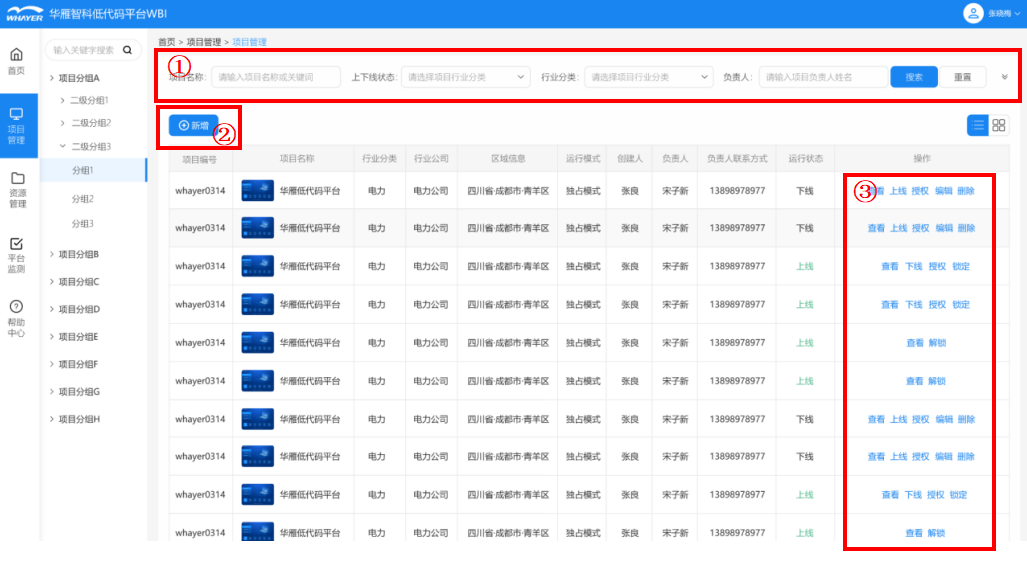 WHAYER 华雁智科低代码平台WBI 张晓梅
首页 > 项目管理 > 项目管理
输入关键字搜索
首页
项目管理
资源管理
平台监测
帮助中心
项目分组A
二级分组1
二级分组2
二级分组3
分组1
分组2
分组3
项目分组B
项目分组C
项目分组D
项目分组E
项目分组F
项目分组G
项目分组H
①
项目名称: 请输入项目名称或关键词 上下线状态: 请选择项目行业分类 行业分类: 请选择项目行业分类 负责人: 请输入项目负责人姓名 搜索 重置
新增 ②
项目编号 项目名称 行业分类 行业公司 区域信息 运行模式 创建人 负责人 负责人联系方式 运行状态 操作
③
whayer0314 华雁低代码平台 电力 电力公司 四川省·成都市·青羊区 独占模式 张良 宋子新 13898978977 下线 查看 上线 授权 编辑 删除
whayer0314 华雁低代码平台 电力 电力公司 四川省·成都市·青羊区 独占模式 张良 宋子新 13898978977 下线 查看 上线 授权 编辑 删除
whayer0314 华雁低代码平台 电力 电力公司 四川省·成都市·青羊区 独占模式 张良 宋子新 13898978977 上线 查看 下线 授权 锁定
whayer0314 华雁低代码平台 电力 电力公司 四川省·成都市·青羊区 独占模式 张良 宋子新 13898978977 上线 查看 下线 授权 锁定
whayer0314 华雁低代码平台 电力 电力公司 四川省·成都市·青羊区 独占模式 张良 宋子新 13898978977 上线 查看 解锁
whayer0314 华雁低代码平台 电力 电力公司 四川省·成都市·青羊区 独占模式 张良 宋子新 13898978977 上线 查看 解锁
whayer0314 华雁低代码平台 电力 电力公司 四川省·成都市·青羊区 独占模式 张良 宋子新 13898978977 下线 查看 上线 授权 编辑 删除
whayer0314 华雁低代码平台 电力 电力公司 四川省·成都市·青羊区 独占模式 张良 宋子新 13898978977 下线 查看 上线 授权 编辑 删除
whayer0314 华雁低代码平台 电力 电力公司 四川省·成都市·青羊区 独占模式 张良 宋子新 13898978977 上线 查看 下线 授权 锁定
whayer0314 华雁低代码平台 电力 电力公司 四川省·成都市·青羊区 独占模式 张良 宋子新 13898978977 上线 查看 解锁